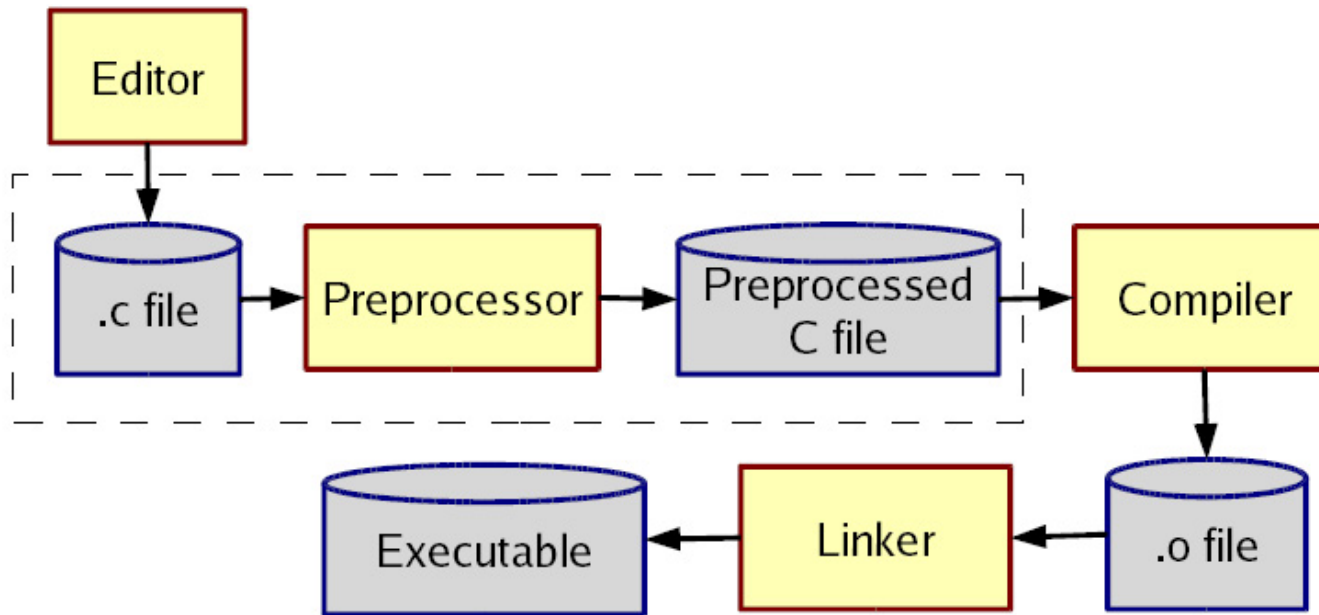 Editor
.c file
Preprocessor
Preprocessed
C file
Compiler
Executable
Linker
.o file